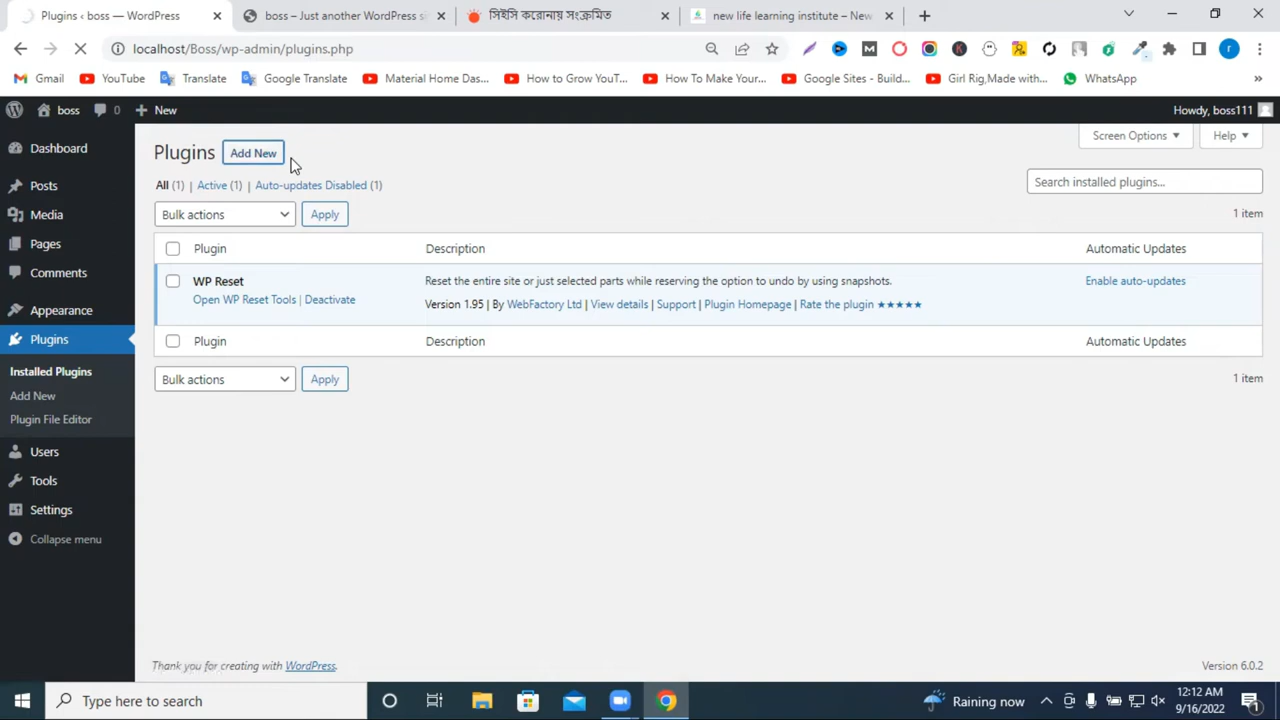 Plugins ‹ boss — WordPress
boss – Just another WordPress si
সিইসি করোনায় সংক্রমিত
new life learning institute – New
localhost/Boss/wp-admin/plugins.php
Gmail
YouTube
Translate
Google Translate
Material Home Das...
How to Grow YouT...
How To Make Your...
Google Sites - Build...
Girl Rig,Made with...
WhatsApp
boss
0
New
Howdy, boss111
Dashboard
Posts
Media
Pages
Comments
Appearance
Plugins
Installed Plugins
Add New
Plugin File Editor
Users
Tools
Settings
Collapse menu
Plugins
Add New
Screen Options
Help
All (1) | Active (1) | Auto-updates Disabled (1)
Search installed plugins...
Bulk actions
Apply
1 item
Plugin
Description
Automatic Updates
WP Reset
Reset the entire site or just selected parts while reserving the option to undo by using snapshots.
Enable auto-updates
Open WP Reset Tools | Deactivate
Version 1.95 | By WebFactory Ltd | View details | Support | Plugin Homepage | Rate the plugin ★★★★★
Plugin
Description
Automatic Updates
Bulk actions
Apply
1 item
Thank you for creating with WordPress.
Version 6.0.2
Type here to search
Raining now
12:12 AM
9/16/2022
1